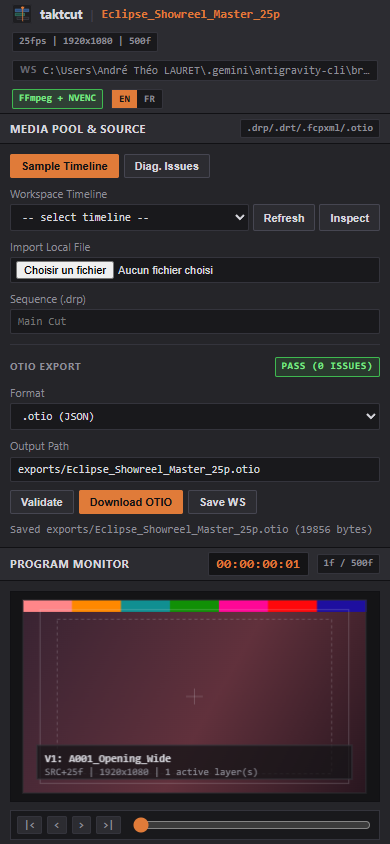 taktcut | Eclipse_Showreel_Master_25p
25fps | 1920x1080 | 500f
WS C:\Users\André Théo LAURET\.gemini\antigravity-cli\br…
FFmpeg + NVENC EN FR
MEDIA POOL & SOURCE .drp/.drt/.fcpxml/.otio
Sample Timeline Diag. Issues
Workspace Timeline
-- select timeline -- Refresh Inspect
Import Local File
Choisir un fichier Aucun fichier choisi
Sequence (.drp)
Main Cut
OTIO EXPORT PASS (0 ISSUES)
Format
.otio (JSON)
Output Path
exports/Eclipse_Showreel_Master_25p.otio
Validate Download OTIO Save WS
Saved exports/Eclipse_Showreel_Master_25p.otio (19856 bytes)
PROGRAM MONITOR 00:00:00:01 1f / 500f
V1: A001_Opening_Wide
SRC+25f | 1920x1080 | 1 active layer(s)
|< < > >|